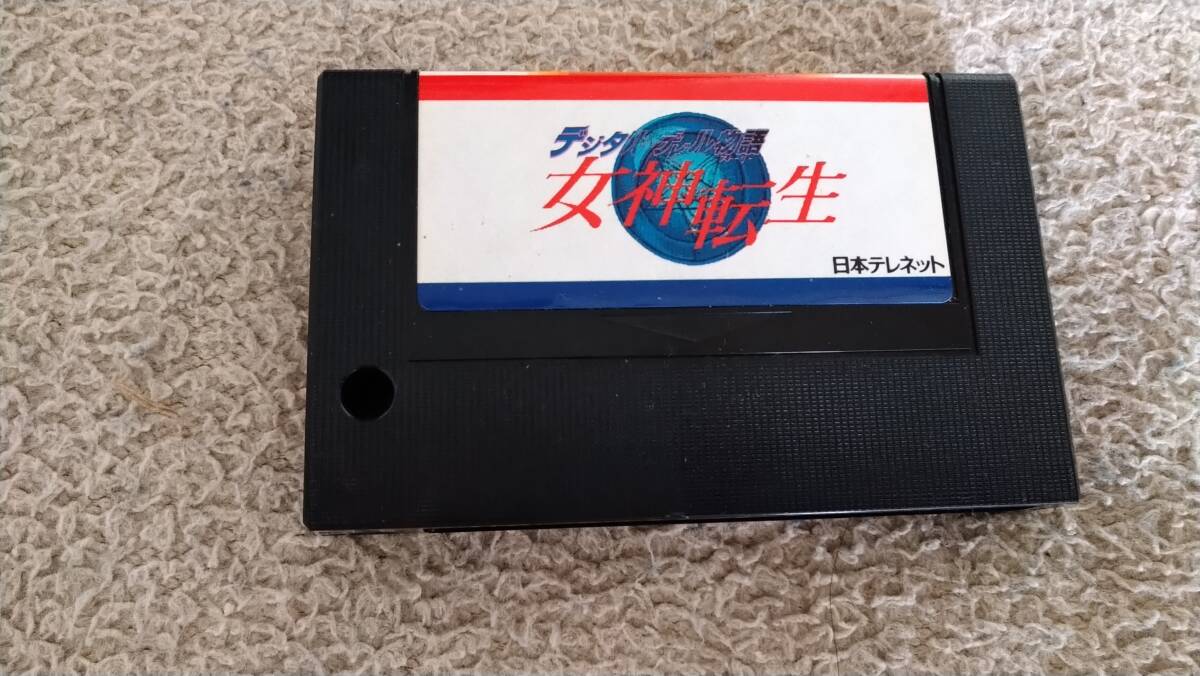 デジタル・デビル物語
女神転生
日本テレネット